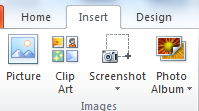 Home Insert Design
Picture Clip Art Screenshot Photo Album
Images